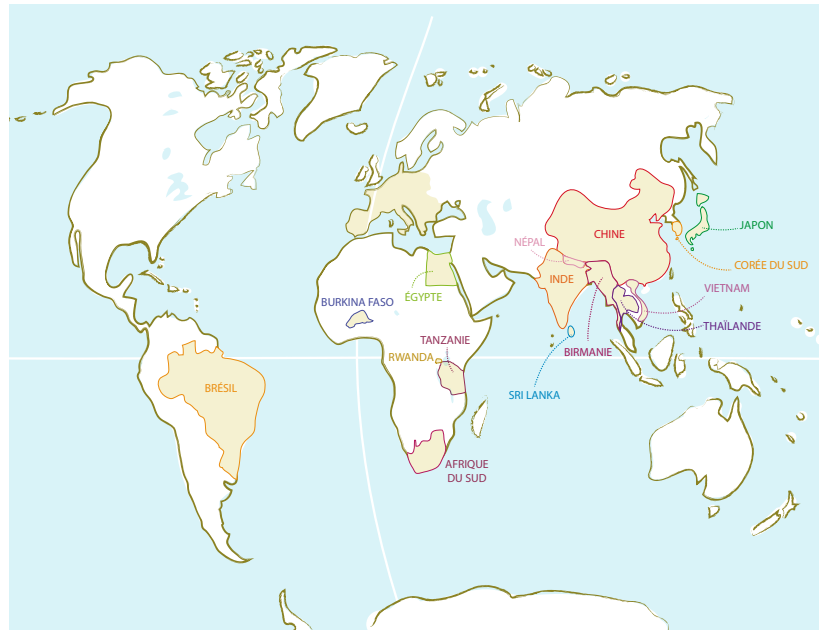 JAPON
CHINE
NÉPAL
CORÉE DU SUD
INDE
VIETNAM
ÉGYPTE
BURKINA FASO
THAÏLANDE
TANZANIE
BIRMANIE
RWANDA
BRÉSIL
SRI LANKA
AFRIQUE
DU SUD